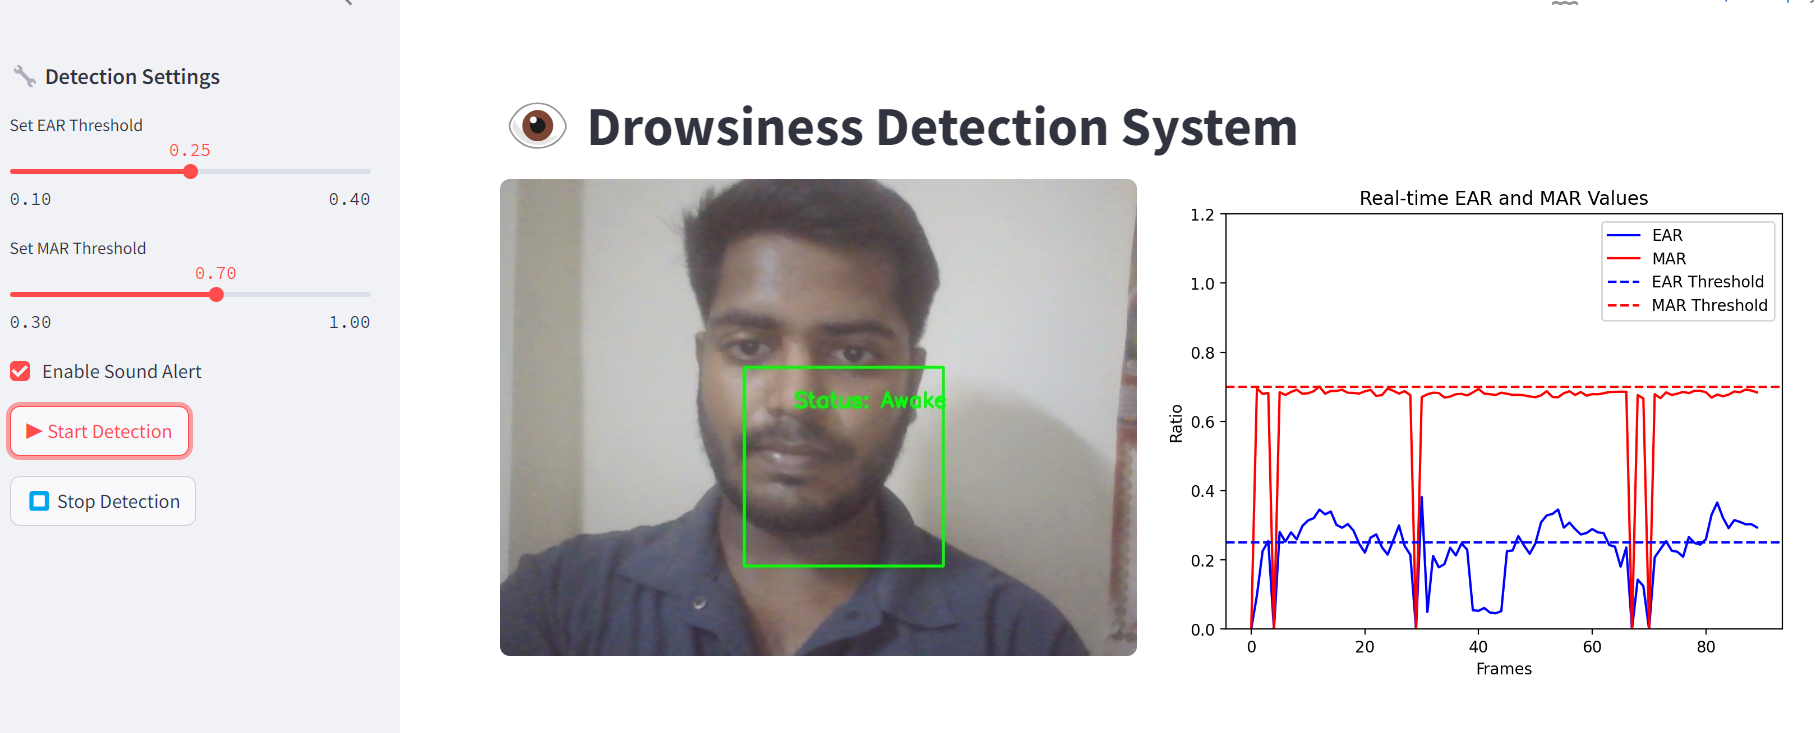 Detection Settings
Set EAR Threshold
0.25
0.10 0.40
Set MAR Threshold
0.70
0.30 1.00
Enable Sound Alert
Start Detection
Stop Detection
Drowsiness Detection System
Status: Awake
Real-time EAR and MAR Values
EAR
MAR
EAR Threshold
MAR Threshold
Ratio
1.2
1.0
0.8
0.6
0.4
0.2
0.0
0 20 40 60 80
Frames